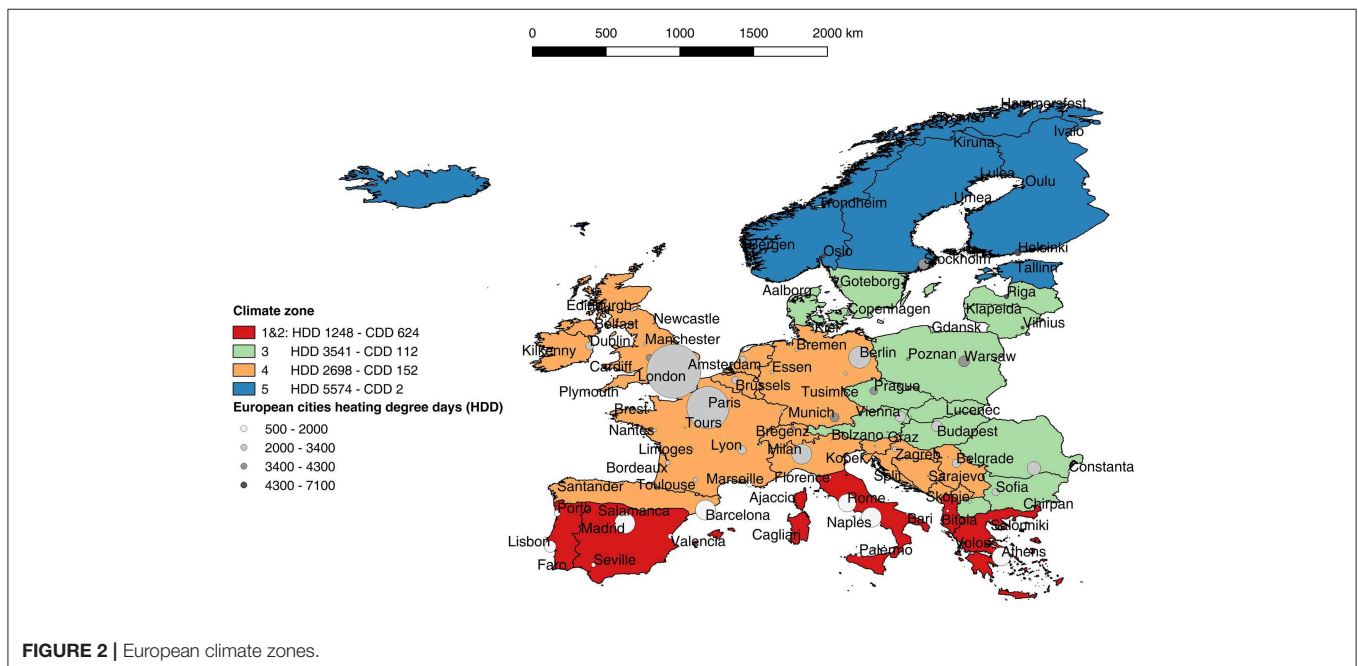 0 500 1000 1500 2000 km
Hammersfest
Tromso
Ivalo
Kiruna
Lulea
Oulu
Umea
Trondheim
Bergen
Oslo
Helsinki
Stockholm
Tallinn
Goteborg
Aalborg
Riga
Copenhagen
Klapeida
Vilnius
Kiel
Gdansk
Edinburgh
Belfast
Newcastle
Dublin
Manchester
Kilkenny
Bremen
Berlin
Poznan
Warsaw
Cardiff
London
Amsterdam
Essen
Plymouth
Brussels
Tusimice
Prague
Paris
Brest
Munich
Vienna
Lucenec
Tours
Nantes
Bregenz
Bolzano
Graz
Budapest
Limoges
Lyon
Milan
Kopek
Zagreb
Belgrade
Constanta
Bordeaux
Toulouse
Marseille
Florence
Split
Sarajevo
Sofia
Santander
Ajaccio
Rome
Skopje
Chirpan
Porto
Salamanca
Barcelona
Madrid
Naples
Bari
Bitola
Salomiki
Lisbon
Valencia
Cagliari
Palermo
Volos
Athens
Faro
Seville
Climate zone
1&2: HDD 1248 - CDD 624
3 HDD 3541 - CDD 112
4 HDD 2698 - CDD 152
5 HDD 5574 - CDD 2
European cities heating degree days (HDD)
500 - 2000
2000 - 3400
3400 - 4300
4300 - 7100
FIGURE 2 | European climate zones.